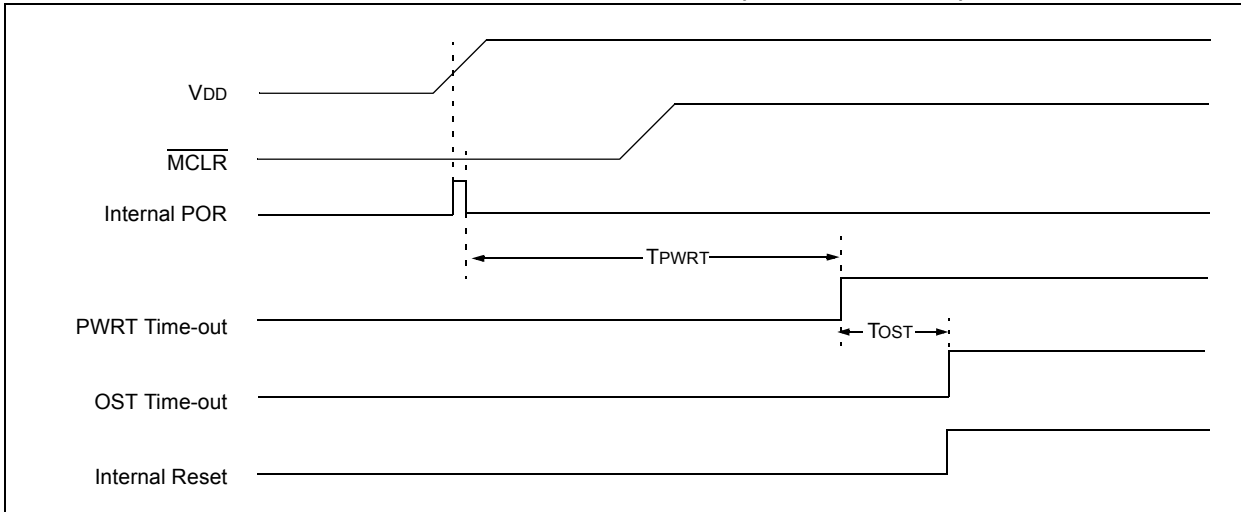 VDD
MCLR
Internal POR
TPWRT
PWRT Time-out
TOST
OST Time-out
Internal Reset